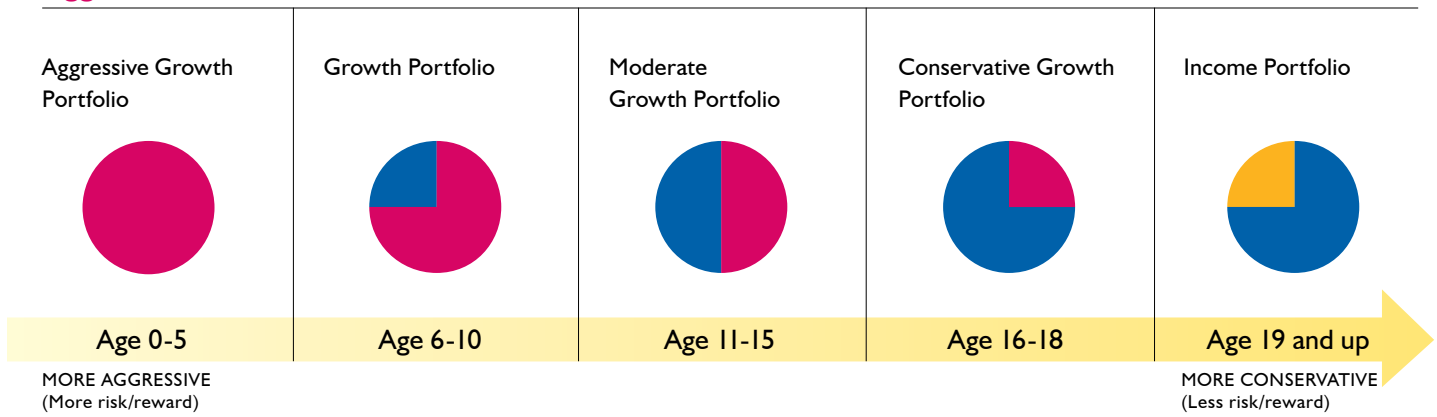 Aggressive Growth
Portfolio
Growth Portfolio
Moderate
Growth Portfolio
Conservative Growth
Portfolio
Income Portfolio
Age 0-5
Age 6-10
Age 11-15
Age 16-18
Age 19 and up
MORE AGGRESSIVE
(More risk/reward)
MORE CONSERVATIVE
(Less risk/reward)